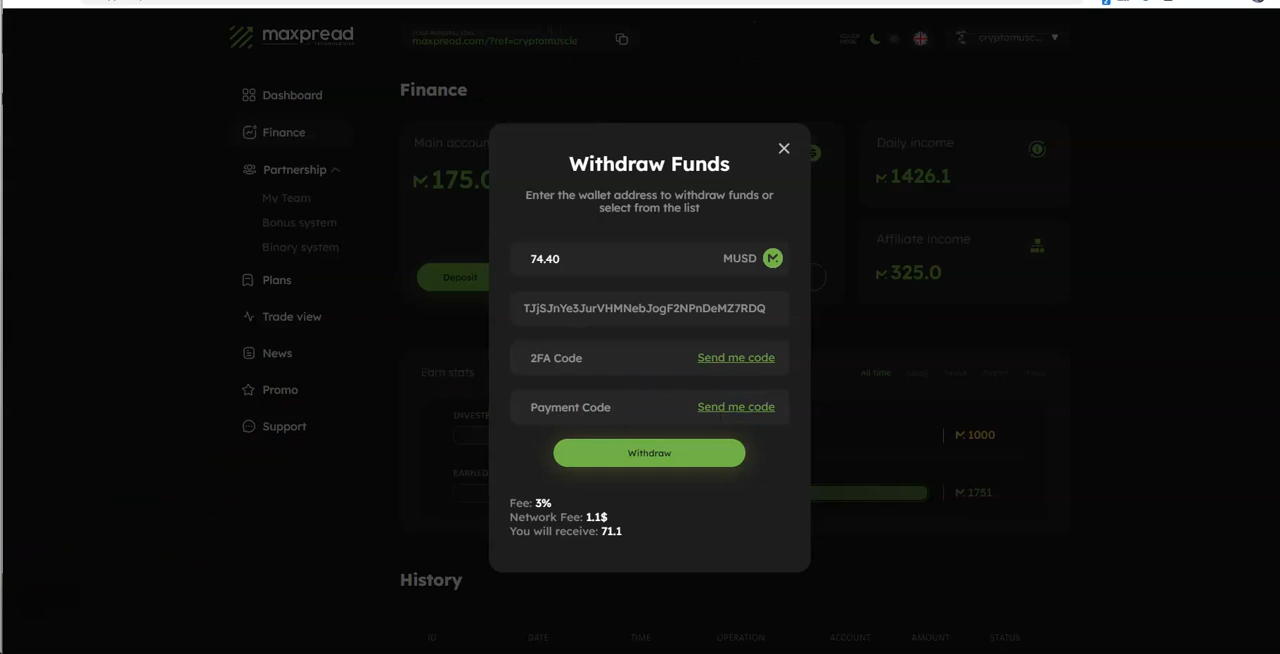 maxpread
maxpread.com/?ref=cryptomuscle
cryptomusc...
Dashboard
Finance
Partnership
My Team
Bonus system
Binary system
Plans
Trade view
News
Promo
Support
Finance
Main accoun
175.0
Deposit
Daily income
1426.1
Affiliate income
325.0
Withdraw Funds
Enter the wallet address to withdraw funds or
select from the list
74.40 MUSD
TJjSJnYe3JurVHMNebJogF2NPnDeMZ7RDQ
2FA Code Send me code
Payment Code Send me code
Withdraw
Fee: 3%
Network Fee: 1.1$
You will receive: 71.1
Earn stats
All time
INVESTE
1000
EARNED
1751
History
ID DATE TIME OPERATION ACCOUNT AMOUNT STATUS